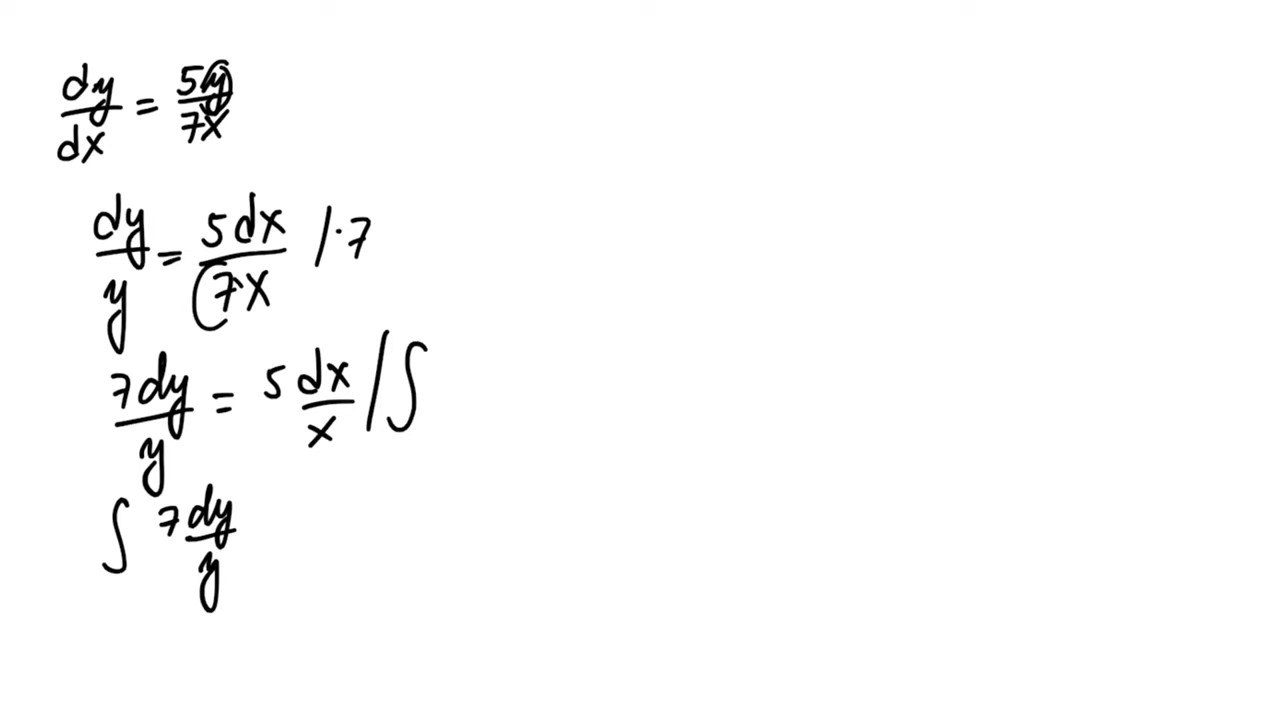 dy/dx = 5y/7x
dy/y = 5dx/7x /·7
7dy/y = 5 dx/x /∫
∫ 7dy/y